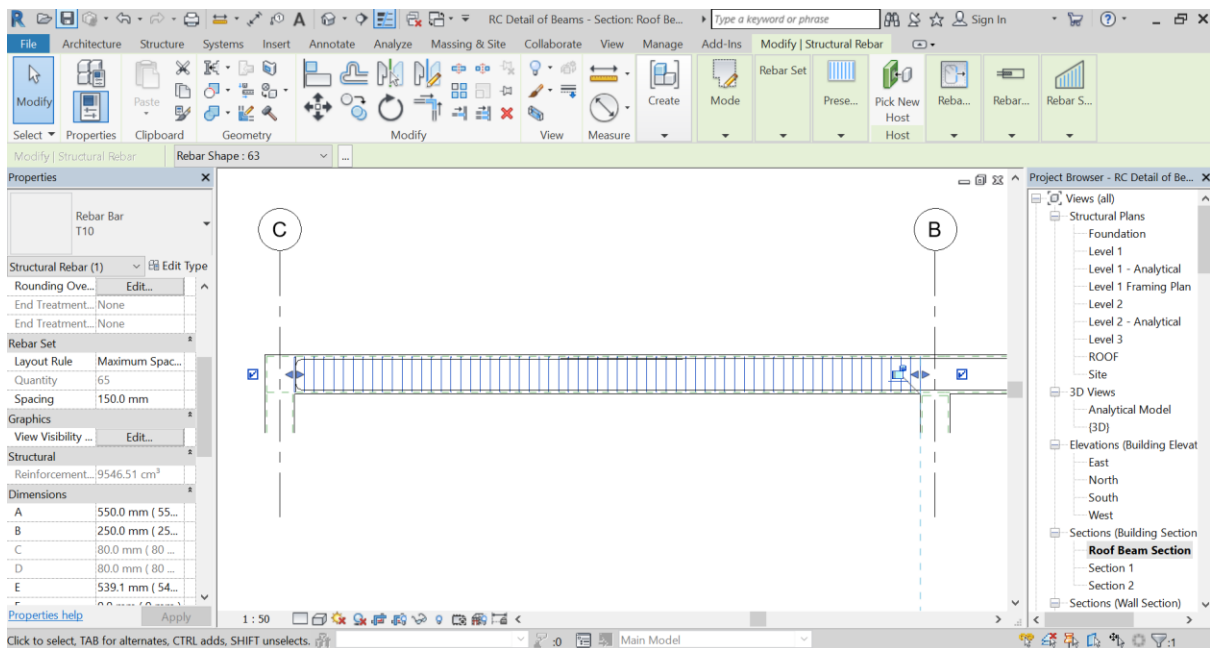 RC Detail of Beams - Section: Roof Be... Type a keyword or phrase Sign In
File Architecture Structure Systems Insert Annotate Analyze Massing & Site Collaborate View Manage Add-Ins Modify | Structural Rebar
Modify Paste Create Mode Rebar Set Prese... Pick New Host Reba... Rebar... Rebar S...
Select Properties Clipboard Geometry Modify View Measure Host
Modify | Structural Rebar Rebar Shape : 63 ...
Properties
Rebar Bar
T10
Structural Rebar (1) Edit Type
Rounding Ove... Edit...
End Treatment... None
End Treatment... None
Rebar Set
Layout Rule Maximum Spac...
Quantity 65
Spacing 150.0 mm
Graphics
View Visibility ... Edit...
Structural
Reinforcement... 9546.51 cm³
Dimensions
A 550.0 mm ( 55...
B 250.0 mm ( 25...
C 80.0 mm ( 80 ...
D 80.0 mm ( 80 ...
E 539.1 mm ( 54...
Properties help Apply
C B
1 : 50
Project Browser - RC Detail of Be...
Views (all)
Structural Plans
Foundation
Level 1
Level 1 - Analytical
Level 1 Framing Plan
Level 2
Level 2 - Analytical
Level 3
ROOF
Site
3D Views
Analytical Model
{3D}
Elevations (Building Elevat
East
North
South
West
Sections (Building Section
Roof Beam Section
Section 1
Section 2
Sections (Wall Section)
Click to select, TAB for alternates, CTRL adds, SHIFT unselects. :0 Main Model :1